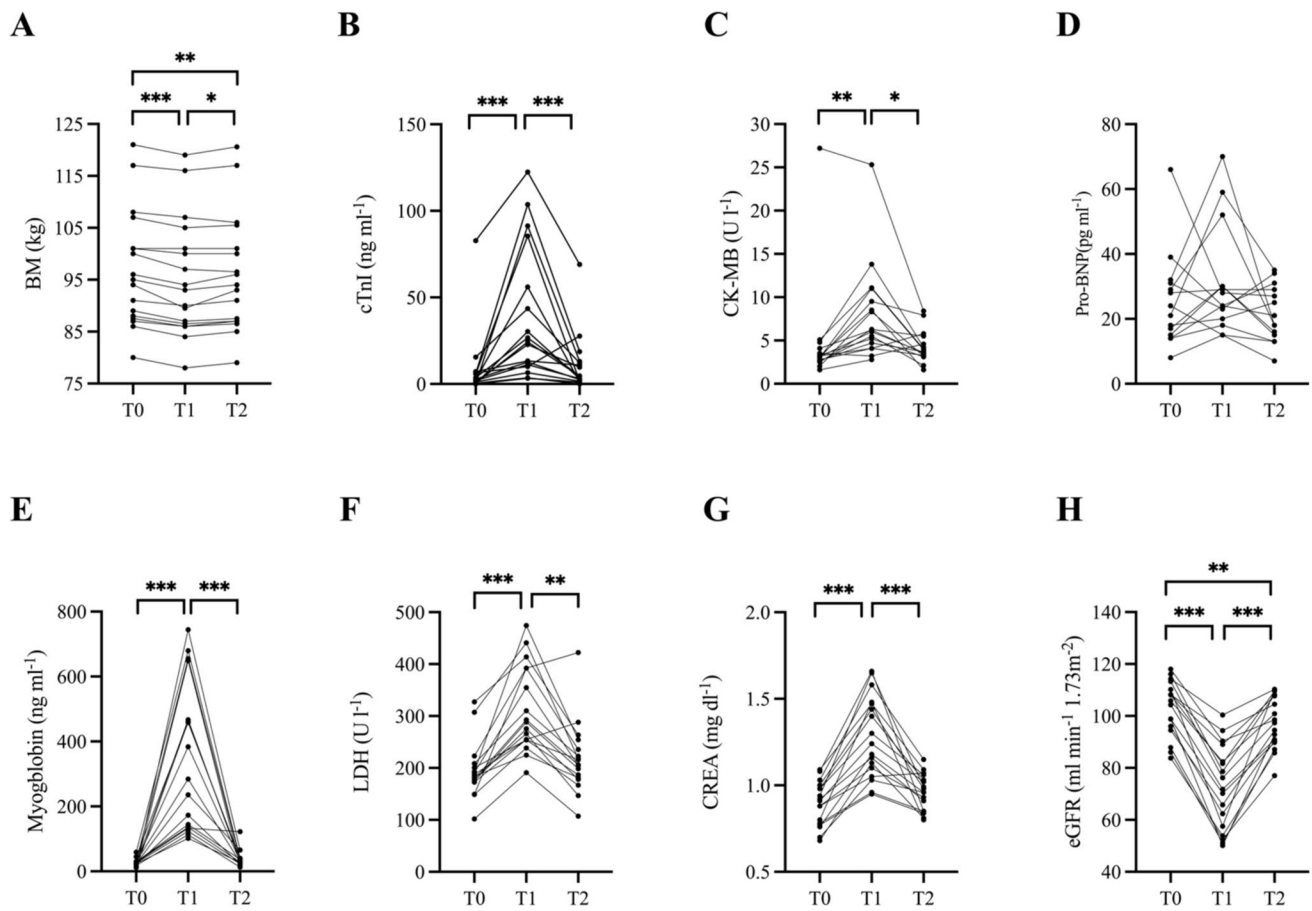 A
B
C
D
**
***
*
BM (kg)
125
115
105
95
85
75
T0 T1 T2
*** ***
cTnI (ng ml-1)
150
100
50
0
T0 T1 T2
** *
CK-MB (U l-1)
30
25
20
15
10
5
0
T0 T1 T2
Pro-BNP(pg ml-1)
80
60
40
20
0
T0 T1 T2
E
F
G
H
*** ***
Myogblobin (ng ml-1)
800
600
400
200
0
T0 T1 T2
*** **
LDH (U l-1)
500
400
300
200
100
0
T0 T1 T2
*** ***
CREA (mg dl-1)
2.0
1.5
1.0
0.5
T0 T1 T2
**
*** ***
eGFR (ml min-1 1.73m-2)
140
120
100
80
60
40
T0 T1 T2